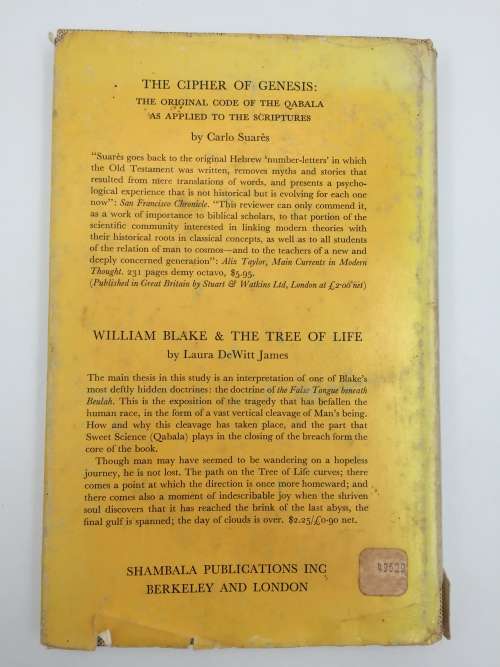 THE CIPHER OF GENESIS:
THE ORIGINAL CODE OF THE QABALA
AS APPLIED TO THE SCRIPTURES
by Carlo Suarès
"Suarès goes back to the original Hebrew 'number-letters' in which
the Old Testament was written, removes myths and stories that
resulted from mere translations of words, and presents a psycho-
logical experience that is not historical but is evolving for each one
now": San Francisco Chronicle. "This reviewer can only commend it,
as a work of importance to biblical scholars, to that portion of the
scientific community interested in linking modern theories with
their historical roots in classical concepts, as well as to all students
of the relation of man to cosmos—and to the teachers of a new and
deeply concerned generation": Alix Taylor, Main Currents in Modern
Thought. 231 pages demy octavo, $5.95.
(Published in Great Britain by Stuart & Watkins Ltd, London at £2·00 net)
WILLIAM BLAKE & THE TREE OF LIFE
by Laura DeWitt James
The main thesis in this study is an interpretation of one of Blake's
most deftly hidden doctrines: the doctrine of the False Tongue beneath
Beulah. This is the exposition of the tragedy that has befallen the
human race, in the form of a vast vertical cleavage of Man's being.
How and why this cleavage has taken place, and the part that
Sweet Science (Qabala) plays in the closing of the breach form the
core of the book.
Though man may have seemed to be wandering on a hopeless
journey, he is not lost. The path on the Tree of Life curves; there
comes a point at which the direction is once more homeward; and
there comes also a moment of indescribable joy when the shriven
soul discovers that it has reached the brink of the last abyss, the
final gulf is spanned; the day of clouds is over. $2.25/£0·90 net.
SHAMBALA PUBLICATIONS INC
BERKELEY AND LONDON